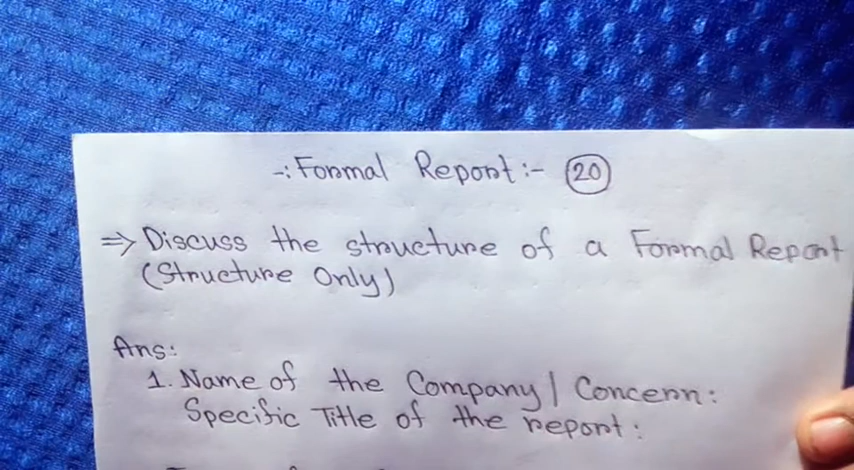 -: Formal Report :- 20
⇒ Discuss the structure of a Formal Report
(Structure Only)
Ans:
1. Name of the Company / Concern:
Specific Title of the report: